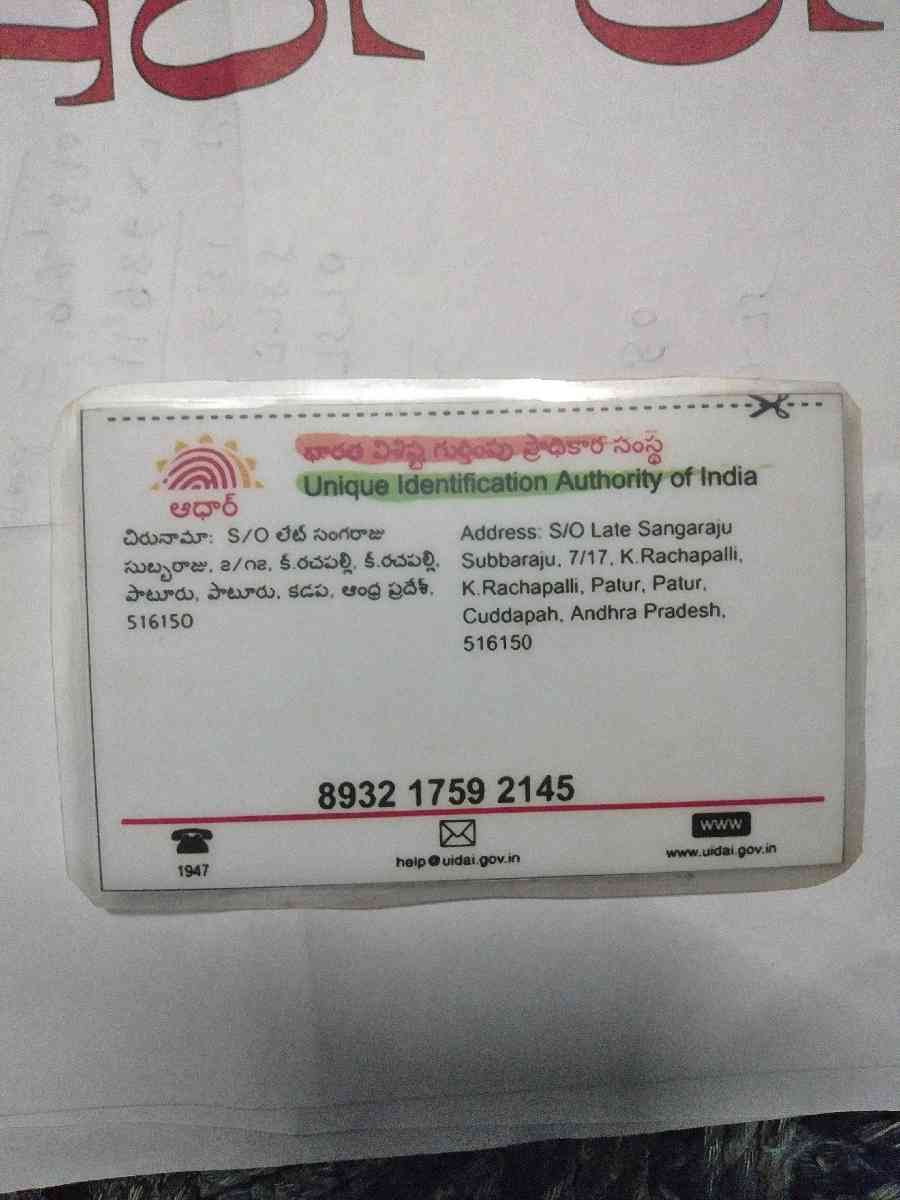 భారత విశిష్ట గుర్తింపు ప్రాధికార సంస్థ
Unique Identification Authority of India
ఆధార్
చిరునామా: S/O లేట్ సంగరాజు
సుబ్బరాజు, ౭/౧౭, క్.రచపల్లి, క్.రచపల్లి,
పాటూరు, పాటూరు, కడప, ఆంధ్ర ప్రదేశ్,
516150
Address: S/O Late Sangaraju
Subbaraju, 7/17, K.Rachapalli,
K.Rachapalli, Patur, Patur,
Cuddapah, Andhra Pradesh,
516150
8932 1759 2145
1947
help@uidai.gov.in
www
www.uidai.gov.in